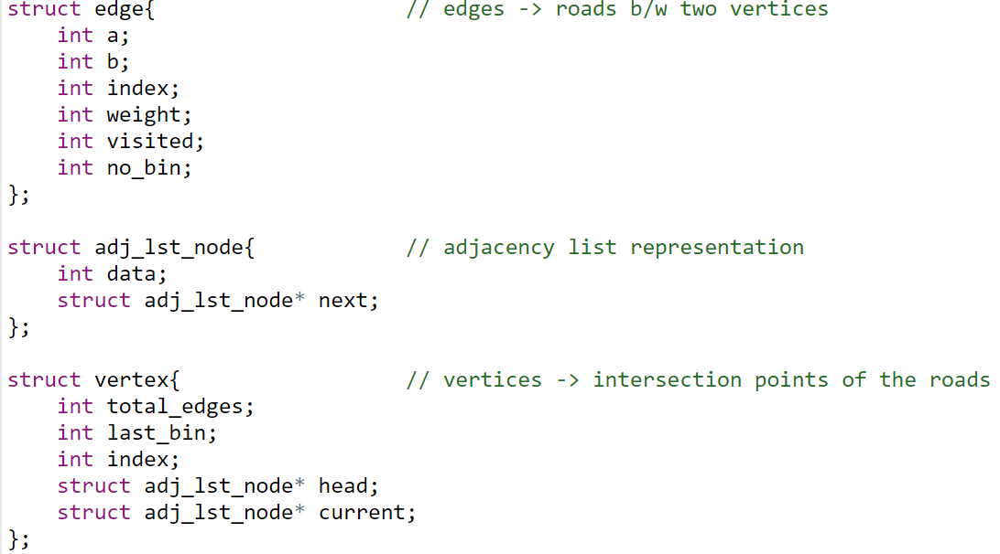 struct edge{                    // edges -> roads b/w two vertices
    int a;
    int b;
    int index;
    int weight;
    int visited;
    int no_bin;
};
struct adj_lst_node{            // adjacency list representation
    int data;
    struct adj_lst_node* next;
};
struct vertex{                  // vertices -> intersection points of the roads
    int total_edges;
    int last_bin;
    int index;
    struct adj_lst_node* head;
    struct adj_lst_node* current;
};